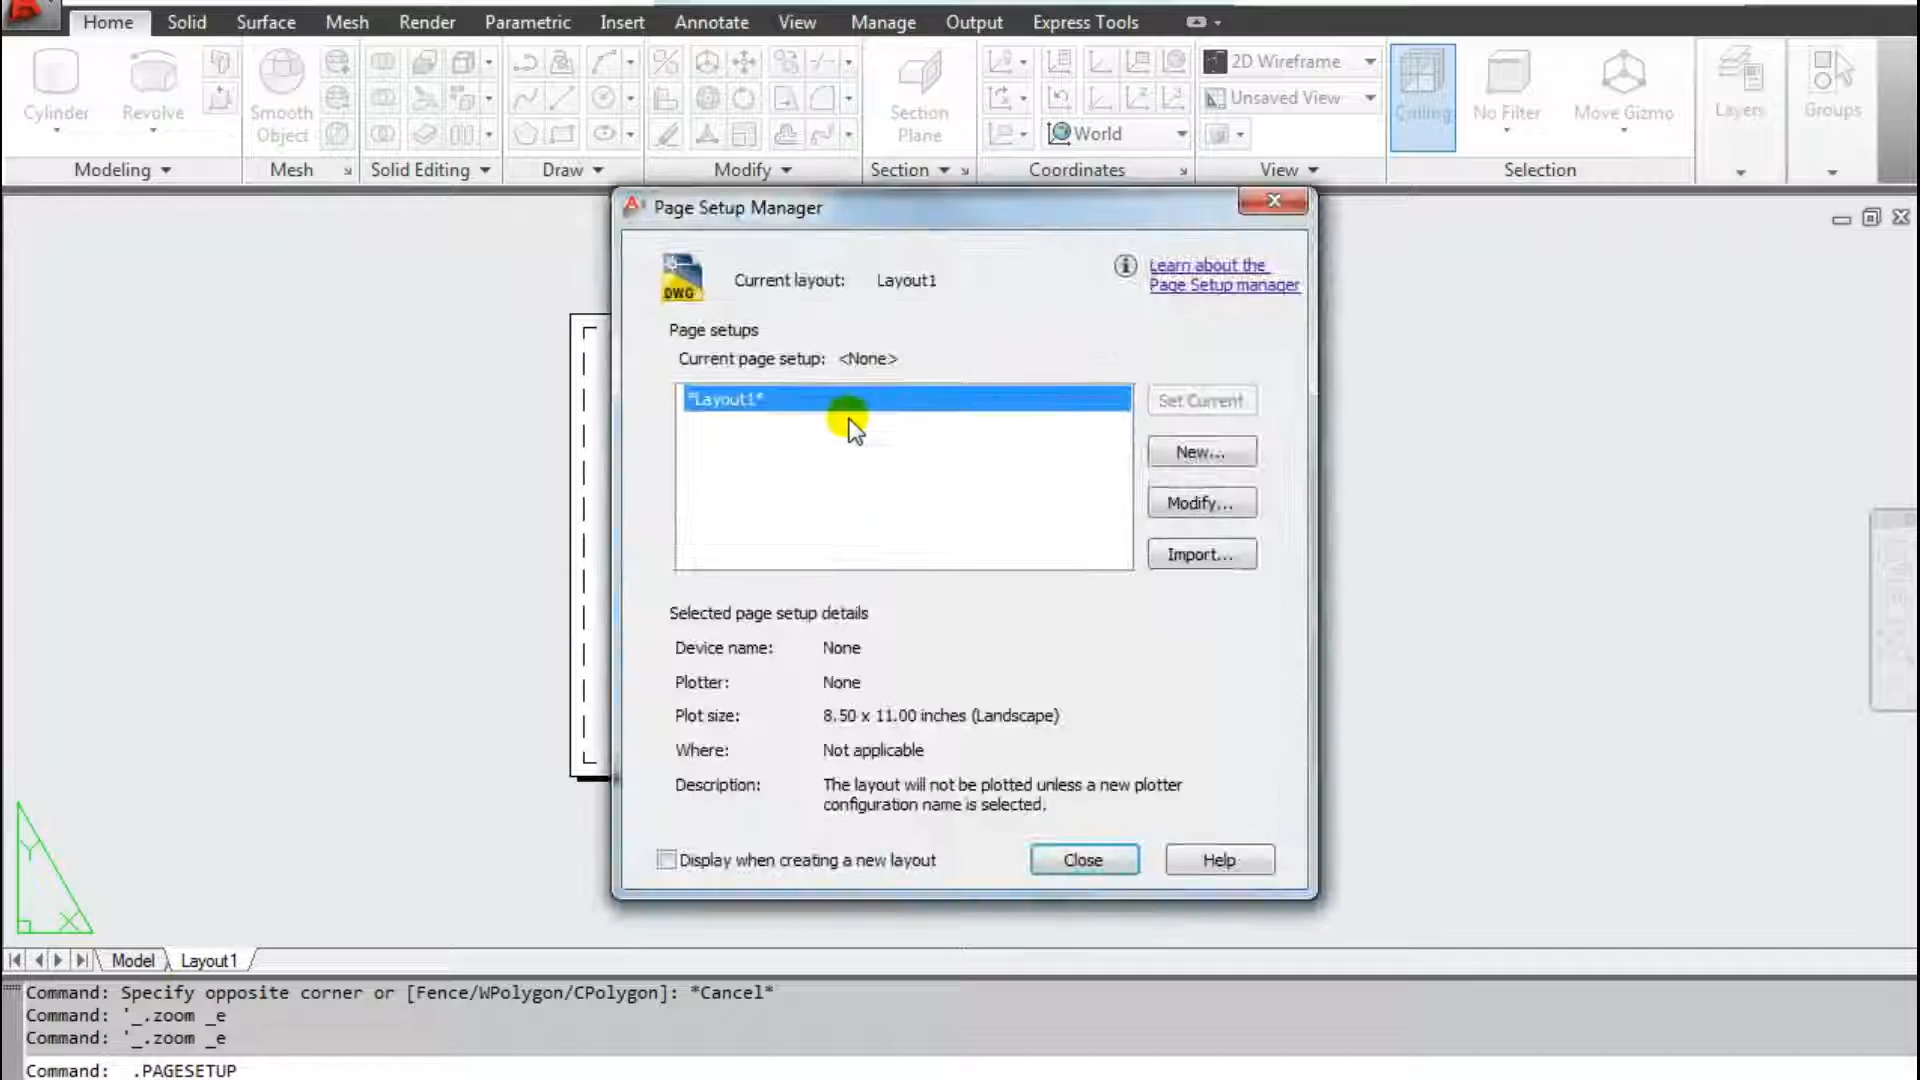 Home Solid Surface Mesh Render Parametric Insert Annotate View Manage Output Express Tools
Cylinder
Revolve
Smooth
Object
Section
Plane
2D Wireframe
Unsaved View
World
Culling
No Filter
Move Gizmo
Layers
Groups
Modeling Mesh Solid Editing Draw Modify Section Coordinates View Selection
Page Setup Manager
DWG
Current layout: Layout1
Learn about the
Page Setup manager
Page setups
Current page setup: <None>
*Layout1*
Set Current
New...
Modify...
Import...
Selected page setup details
Device name: None
Plotter: None
Plot size: 8.50 x 11.00 inches (Landscape)
Where: Not applicable
Description: The layout will not be plotted unless a new plotter
configuration name is selected.
Display when creating a new layout
Close
Help
Y
X
Model Layout1
Command: Specify opposite corner or [Fence/WPolygon/CPolygon]: *Cancel*
Command: '_.zoom _e
Command: '_.zoom _e
Command: .PAGESETUP